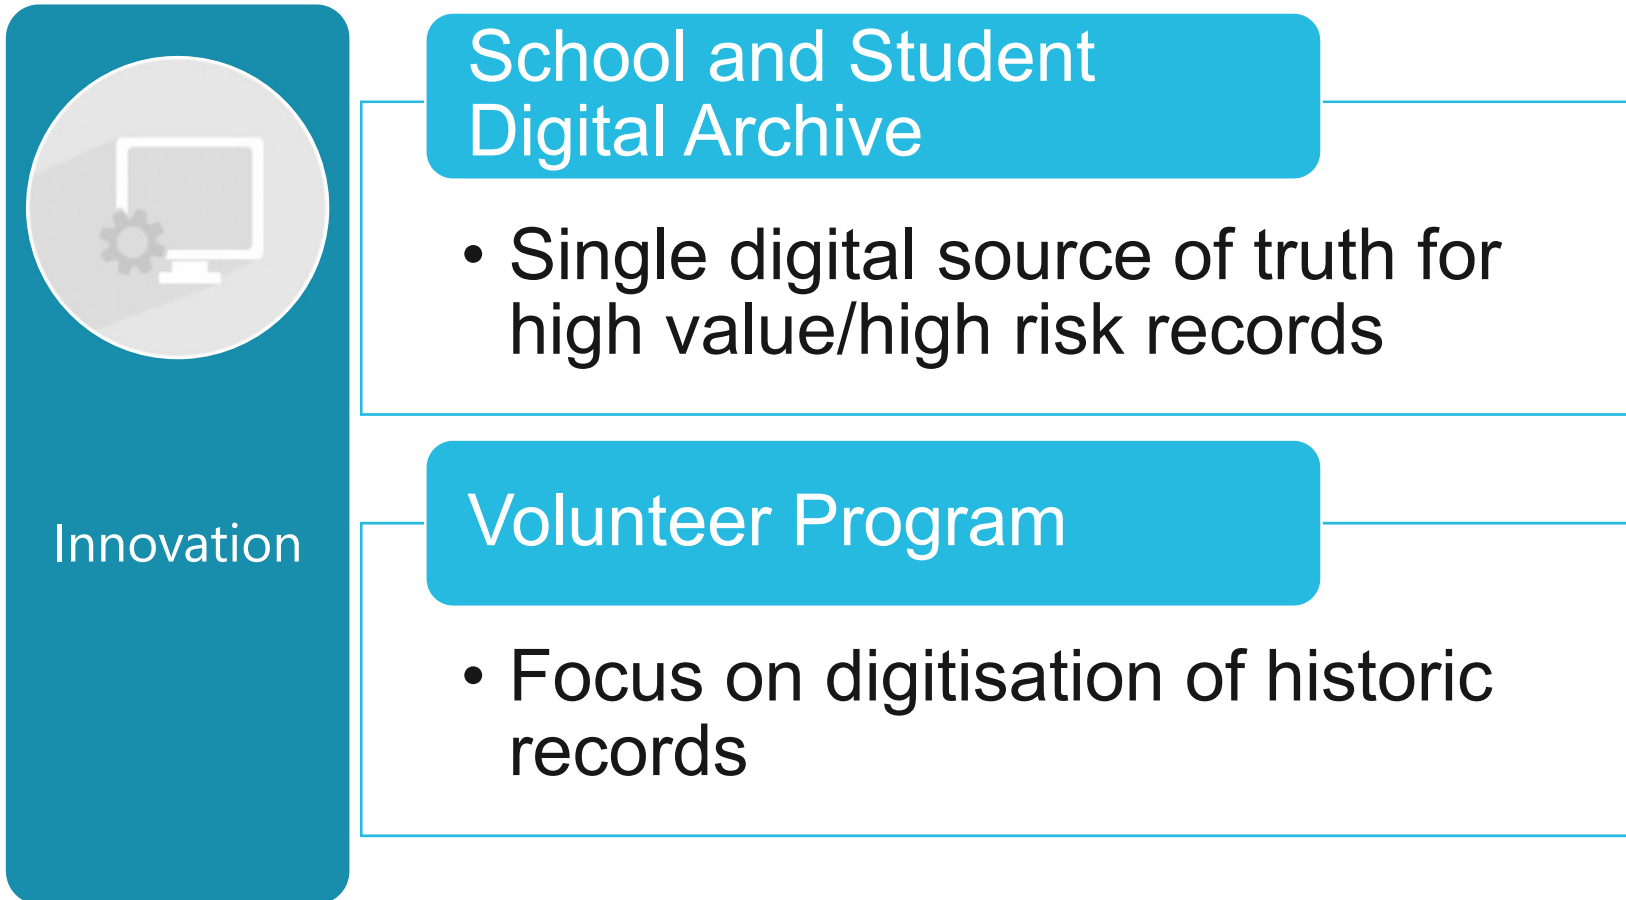 Innovation
School and Student
Digital Archive
• Single digital source of truth for
high value/high risk records
Volunteer Program
• Focus on digitisation of historic
records